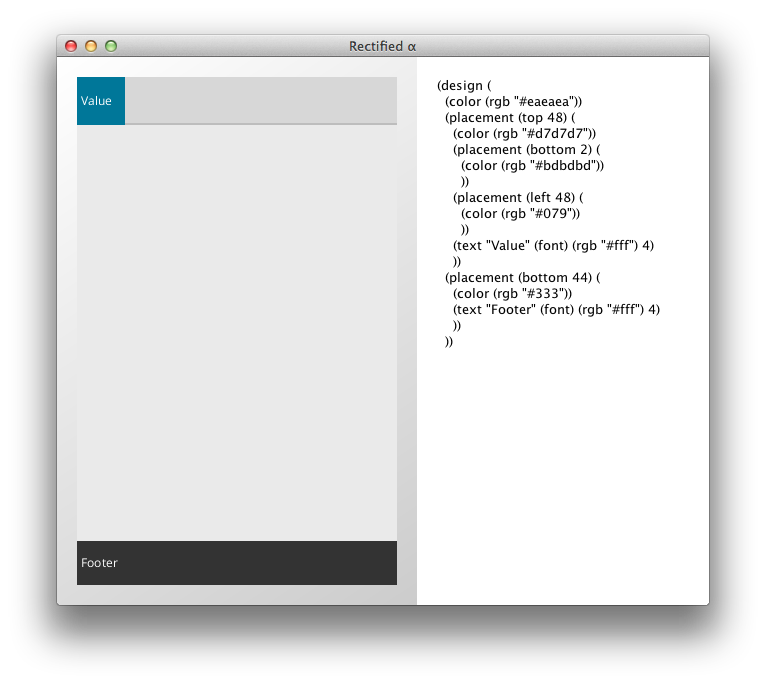 Rectified α
Value
Footer
(design (
(color (rgb "#eaeaea"))
(placement (top 48) (
(color (rgb "#d7d7d7"))
(placement (bottom 2) (
(color (rgb "#bdbdbd"))
))
(placement (left 48) (
(color (rgb "#079"))
))
(text "Value" (font) (rgb "#fff") 4)
))
(placement (bottom 44) (
(color (rgb "#333"))
(text "Footer" (font) (rgb "#fff") 4)
))
))